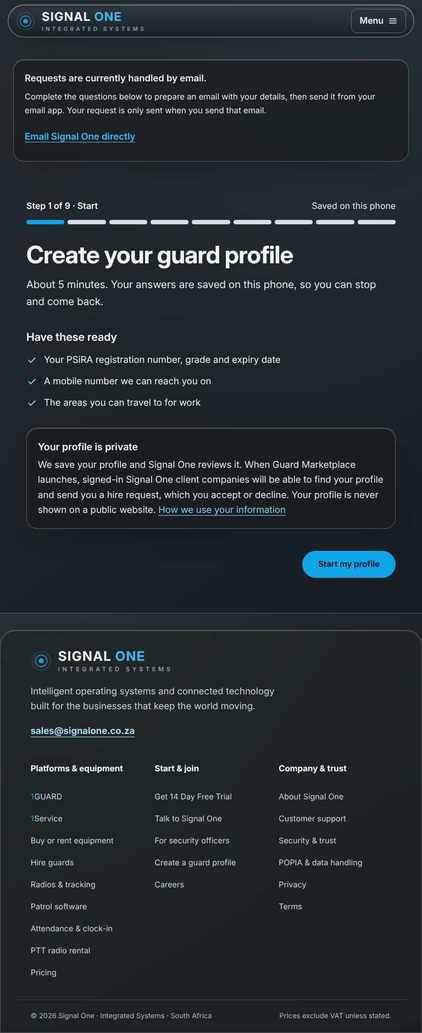 SIGNAL ONE
INTEGRATED SYSTEMS
Menu
Requests are currently handled by email.
Complete the questions below to prepare an email with your details, then send it from your
email app. Your request is only sent when you send that email.
Email Signal One directly
Step 1 of 9 · Start
Saved on this phone
Create your guard profile
About 5 minutes. Your answers are saved on this phone, so you can stop
and come back.
Have these ready
Your PSiRA registration number, grade and expiry date
A mobile number we can reach you on
The areas you can travel to for work
Your profile is private
We save your profile and Signal One reviews it. When Guard Marketplace
launches, signed-in Signal One client companies will be able to find your profile
and send you a hire request, which you accept or decline. Your profile is never
shown on a public website. How we use your information
Start my profile
SIGNAL ONE
INTEGRATED SYSTEMS
Intelligent operating systems and connected technology
built for the businesses that keep the world moving.
sales@signalone.co.za
Platforms & equipment
1GUARD
1Service
Buy or rent equipment
Hire guards
Radios & tracking
Patrol software
Attendance & clock-in
PTT radio rental
Pricing
Start & join
Get 14 Day Free Trial
Talk to Signal One
For security officers
Create a guard profile
Careers
Company & trust
About Signal One
Customer support
Security & trust
POPIA & data handling
Privacy
Terms
© 2026 Signal One · Integrated Systems · South Africa
Prices exclude VAT unless stated.